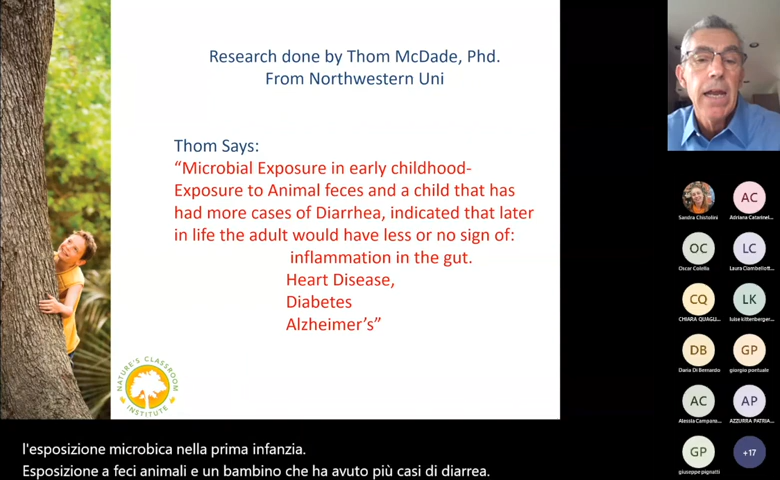 Research done by Thom McDade, Phd.
From Northwestern Uni
Thom Says:
“Microbial Exposure in early childhood-
Exposure to Animal feces and a child that has
had more cases of Diarrhea, indicated that later
in life the adult would have less or no sign of:
inflammation in the gut.
Heart Disease,
Diabetes
Alzheimer’s”
NATURE'S CLASSROOM
INSTITUTE
Sandra Chistolini
AC
Adriana Catarinel...
OC
Oscar Colello
LC
Laura Ciambellott...
CQ
CHIARA QUAGLI...
LK
luise kittenberger...
DB
Daria Di Bernardo
GP
giorgio pontuale
AC
Alessia Campana...
AP
AZZURRA PATRIA...
GP
giuseppe pignatti
+17
l'esposizione microbica nella prima infanzia.
Esposizione a feci animali e un bambino che ha avuto più casi di diarrea.